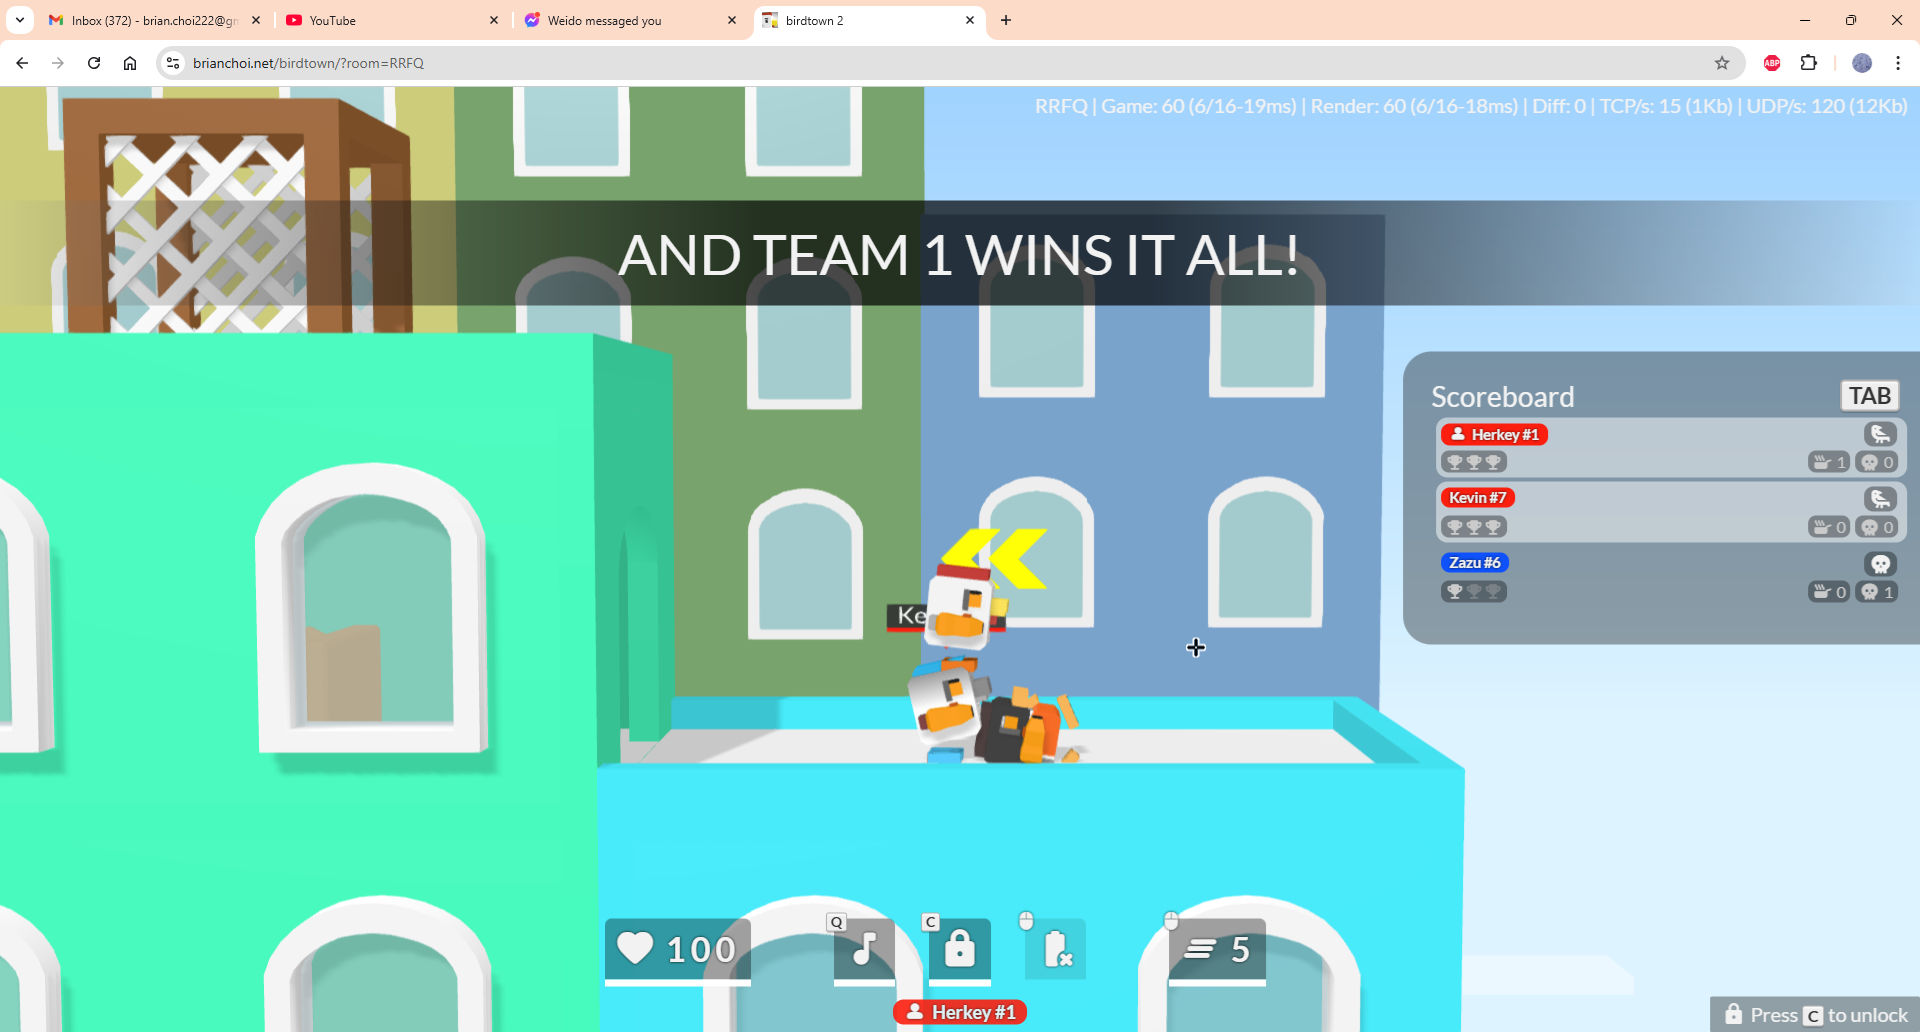 Inbox (372) - brian.choi222@gm
YouTube
Weido messaged you
birdtown 2
brianchoi.net/birdtown/?room=RRFQ
ABP
RRFQ | Game: 60 (6/16-19ms) | Render: 60 (6/16-18ms) | Diff: 0 | TCP/s: 15 (1Kb) | UDP/s: 120 (12Kb)
AND TEAM 1 WINS IT ALL!
Scoreboard
TAB
Herkey #1
1 0
Kevin #7
0 0
Zazu #6
0 1
Ke
Q
C
100
5
Herkey #1
Press C to unlock